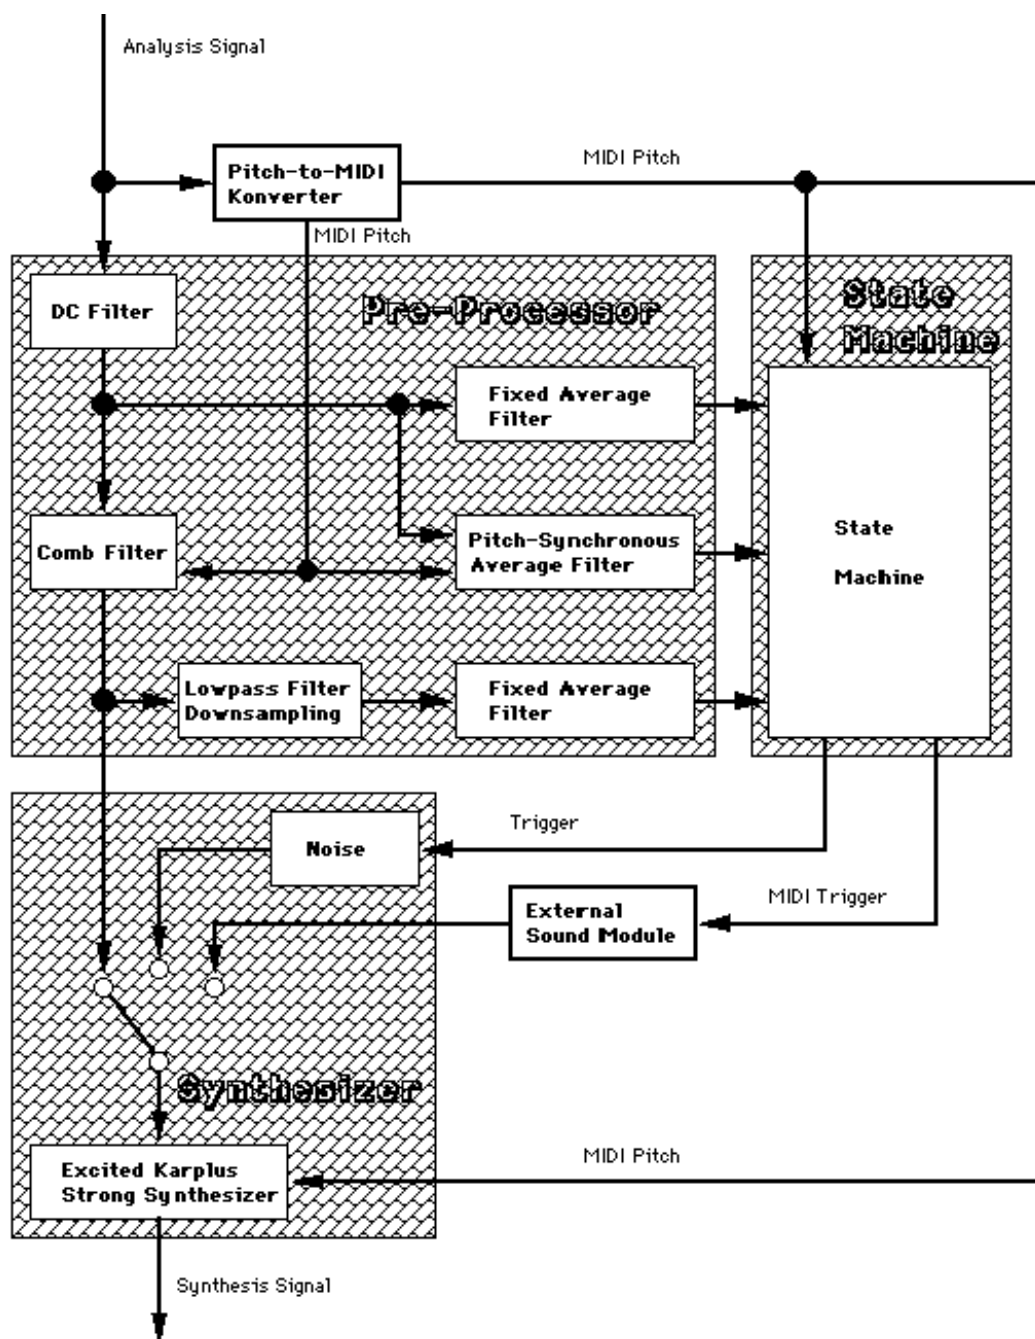 Analysis Signal
MIDI Pitch
Pitch-to-MIDI
Konverter
MIDI Pitch
DC Filter
Pre-Processor
State
Machine
Fixed Average
Filter
Comb Filter
Pitch-Synchronous
Average Filter
State
Machine
Lowpass Filter
Downsampling
Fixed Average
Filter
Trigger
Noise
MIDI Trigger
External
Sound Module
Synthesizer
MIDI Pitch
Excited Karplus
Strong Synthesizer
Synthesis Signal